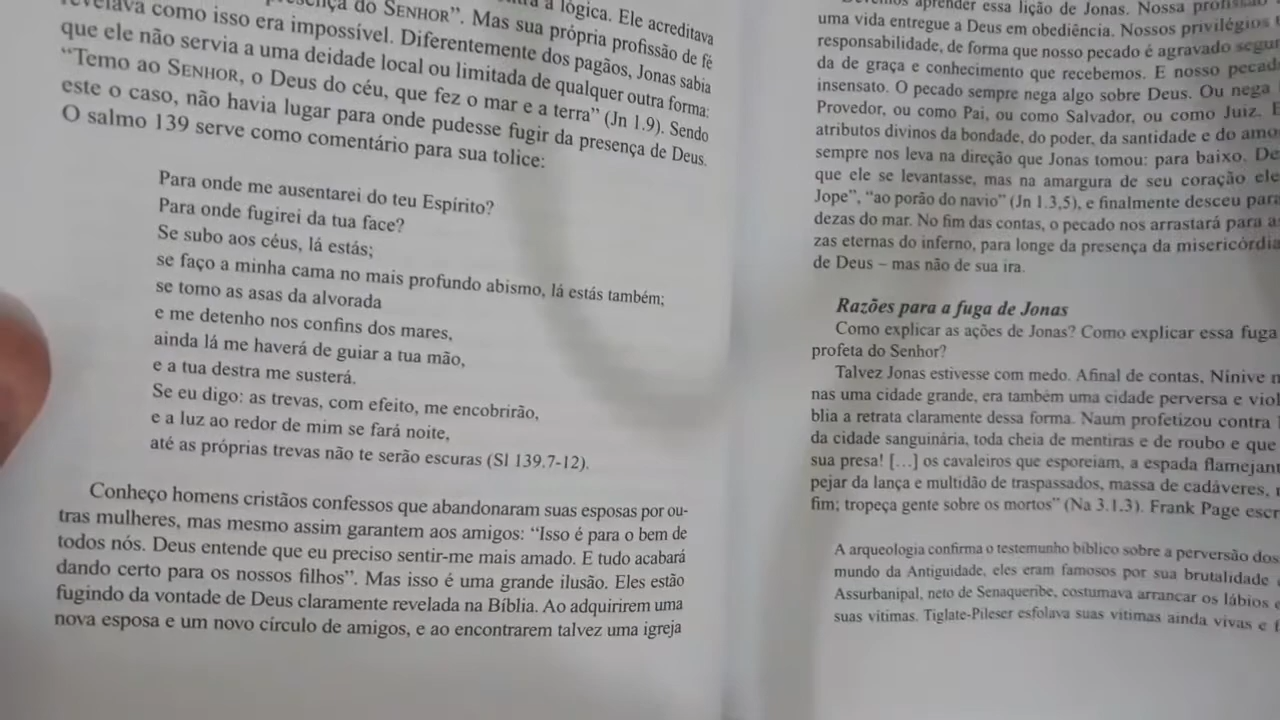 do SENHOR”. Mas sua própria profissão de fé
a lógica. Ele acreditava
revelava como isso era impossível. Diferentemente dos pagãos, Jonas sabia
que ele não servia a uma deidade local ou limitada de qualquer outra forma:
“Temo ao SENHOR, o Deus do céu, que fez o mar e a terra” (Jn 1.9). Sendo
este o caso, não havia lugar para onde pudesse fugir da presença de Deus.
O salmo 139 serve como comentário para sua tolice:
Para onde me ausentarei do teu Espírito?
Para onde fugirei da tua face?
Se subo aos céus, lá estás;
se faço a minha cama no mais profundo abismo, lá estás também;
se tomo as asas da alvorada
e me detenho nos confins dos mares,
ainda lá me haverá de guiar a tua mão,
e a tua destra me susterá.
Se eu digo: as trevas, com efeito, me encobrirão,
e a luz ao redor de mim se fará noite,
até as próprias trevas não te serão escuras (Sl 139.7-12).
Conheço homens cristãos confessos que abandonaram suas esposas por ou-
tras mulheres, mas mesmo assim garantem aos amigos: “Isso é para o bem de
todos nós. Deus entende que eu preciso sentir-me mais amado. E tudo acabará
dando certo para os nossos filhos”. Mas isso é uma grande ilusão. Eles estão
fugindo da vontade de Deus claramente revelada na Bíblia. Ao adquirirem uma
nova esposa e um novo círculo de amigos, e ao encontrarem talvez uma igreja
aprender essa lição de Jonas. Nossa
uma vida entregue a Deus em obediência. Nossos privilégios
responsabilidade, de forma que nosso pecado é agravado
da de graça e conhecimento que recebemos. E nosso
insensato. O pecado sempre nega algo sobre Deus. Ou nega
Provedor, ou como Pai, ou como Salvador, ou como Juiz.
atributos divinos da bondade, do poder, da santidade e do
sempre nos leva na direção que Jonas tomou: para baixo.
que ele se levantasse, mas na amargura de seu coração
Jope”, “ao porão do navio” (Jn 1.3,5), e finalmente desceu
dezas do mar. No fim das contas, o pecado nos arrastará para
zas eternas do inferno, para longe da presença da misericórdia
de Deus – mas não de sua ira.
Razões para a fuga de Jonas
Como explicar as ações de Jonas? Como explicar essa fuga
profeta do Senhor?
Talvez Jonas estivesse com medo. Afinal de contas, Nínive
nas uma cidade grande, era também uma cidade perversa e
blia a retrata claramente dessa forma. Naum profetizou contra
da cidade sanguinária, toda cheia de mentiras e de roubo e que
sua presa! [...] os cavaleiros que esporeiam, a espada
pejar da lança e multidão de traspassados, massa de cadáveres,
fim; tropeça gente sobre os mortos” (Na 3.1.3). Frank Page
A arqueologia confirma o testemunho bíblico sobre a perversão
mundo da Antiguidade, eles eram famosos por sua brutalidade
Assurbanipal, neto de Senaqueribe, costumava arrancar os lábios
suas vítimas. Tiglate-Pileser esfolava suas vítimas ainda vivas e